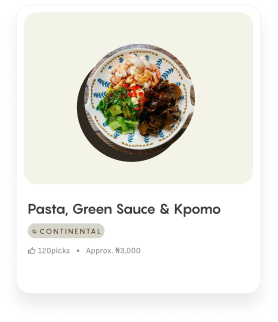 Pasta, Green Sauce & Kpomo
CONTINENTAL
120picks • Approx. ₦3,000